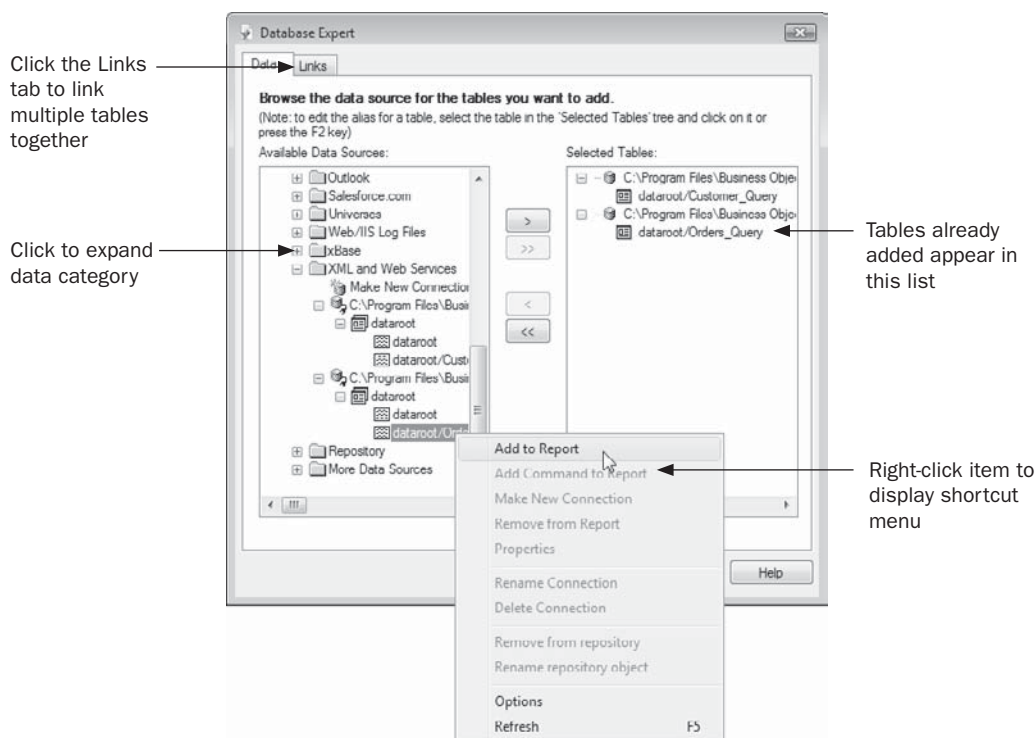 Database Expert
Click the Links
tab to link
multiple tables
together
Data
Links
Browse the data source for the tables you want to add.
(Note: to edit the alias for a table, select the table in the 'Selected Tables' tree and click on it or
press the F2 key)
Available Data Sources:
Outlook
Salesforce.com
Universes
Web/IIS Log Files
xBase
XML and Web Services
Make New Connection
C:\Program Files\Busi
dataroot
dataroot
dataroot/Cust
C:\Program Files\Busi
dataroot
dataroot
dataroot/Orde
Repository
More Data Sources
Click to expand
data category
>
>>
<
<<
Selected Tables:
C:\Program Files\Business Obje
dataroot/Customer_Query
C:\Program Files\Business Obje
dataroot/Orders_Query
Tables already
added appear in
this list
Add to Report
Add Command to Report
Make New Connection
Remove from Report
Properties
Rename Connection
Delete Connection
Remove from repository
Rename repository object
Options
Refresh F5
Right-click item to
display shortcut
menu
Help